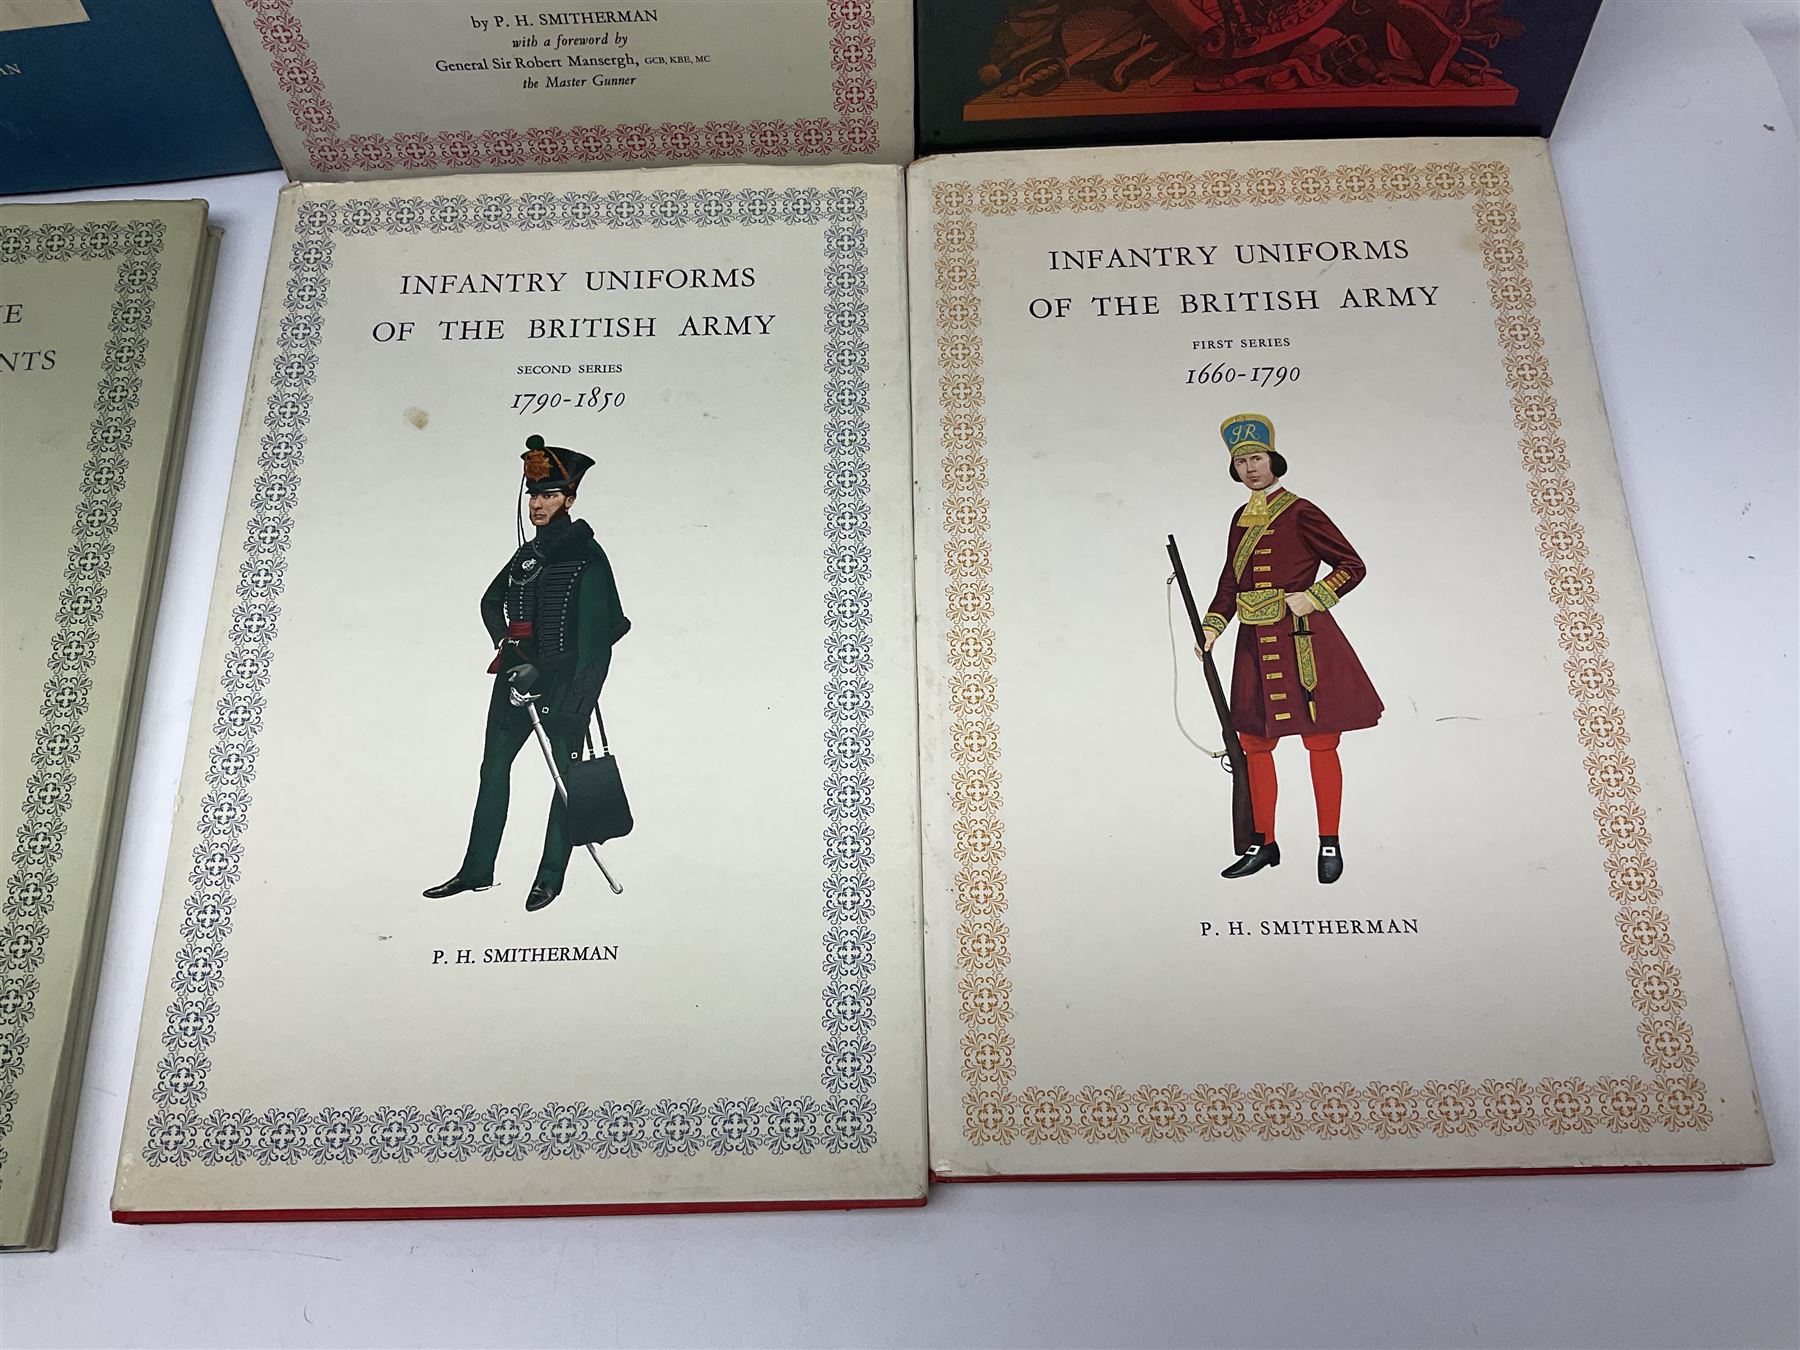 by P. H. SMITHERMAN
with a foreword by
General Sir Robert Mansergh, GCB, KBE, MC
the Master Gunner
INFANTRY UNIFORMS
OF THE BRITISH ARMY
SECOND SERIES
1790-1850
P. H. SMITHERMAN
INFANTRY UNIFORMS
OF THE BRITISH ARMY
FIRST SERIES
1660-1790
JR
P. H. SMITHERMAN